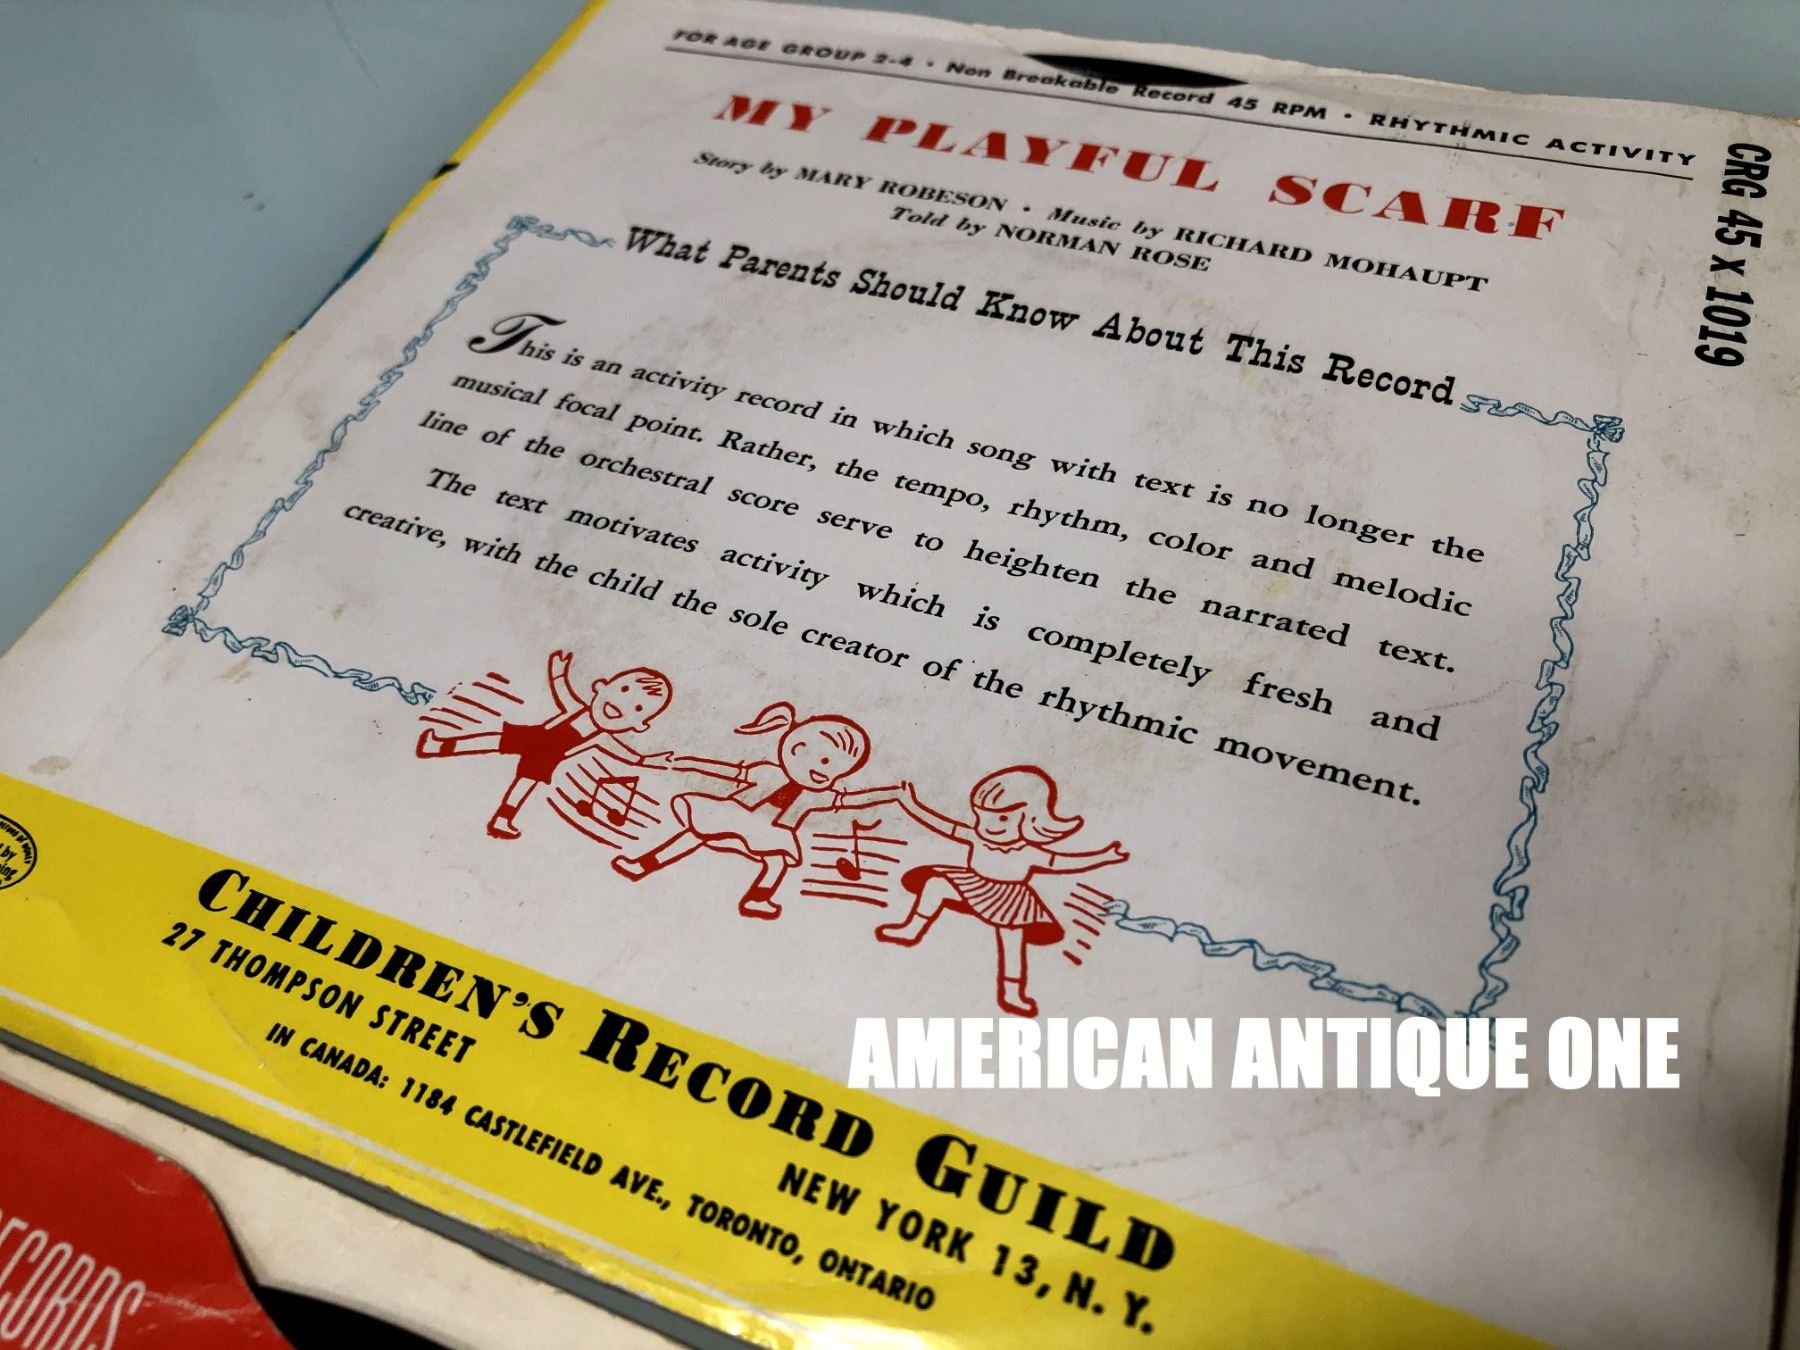 FOR AGE GROUP 2-4 • Non Breakable Record 45 RPM • RHYTHMIC ACTIVITY
CRG 45 x 1019
MY PLAYFUL SCARF
Story by MARY ROBESON • Music by RICHARD MOHAUPT
Told by NORMAN ROSE
What Parents Should Know About This Record
This is an activity record in which song with text is no longer the
musical focal point. Rather, the tempo, rhythm, color and melodic
line of the orchestral score serve to heighten the narrated text.
The text motivates activity which is completely fresh and
creative, with the child the sole creator of the rhythmic movement.
AMERICAN ANTIQUE ONE
CHILDREN'S RECORD GUILD
27 THOMPSON STREET NEW YORK 13, N. Y.
IN CANADA: 1184 CASTLEFIELD AVE., TORONTO, ONTARIO